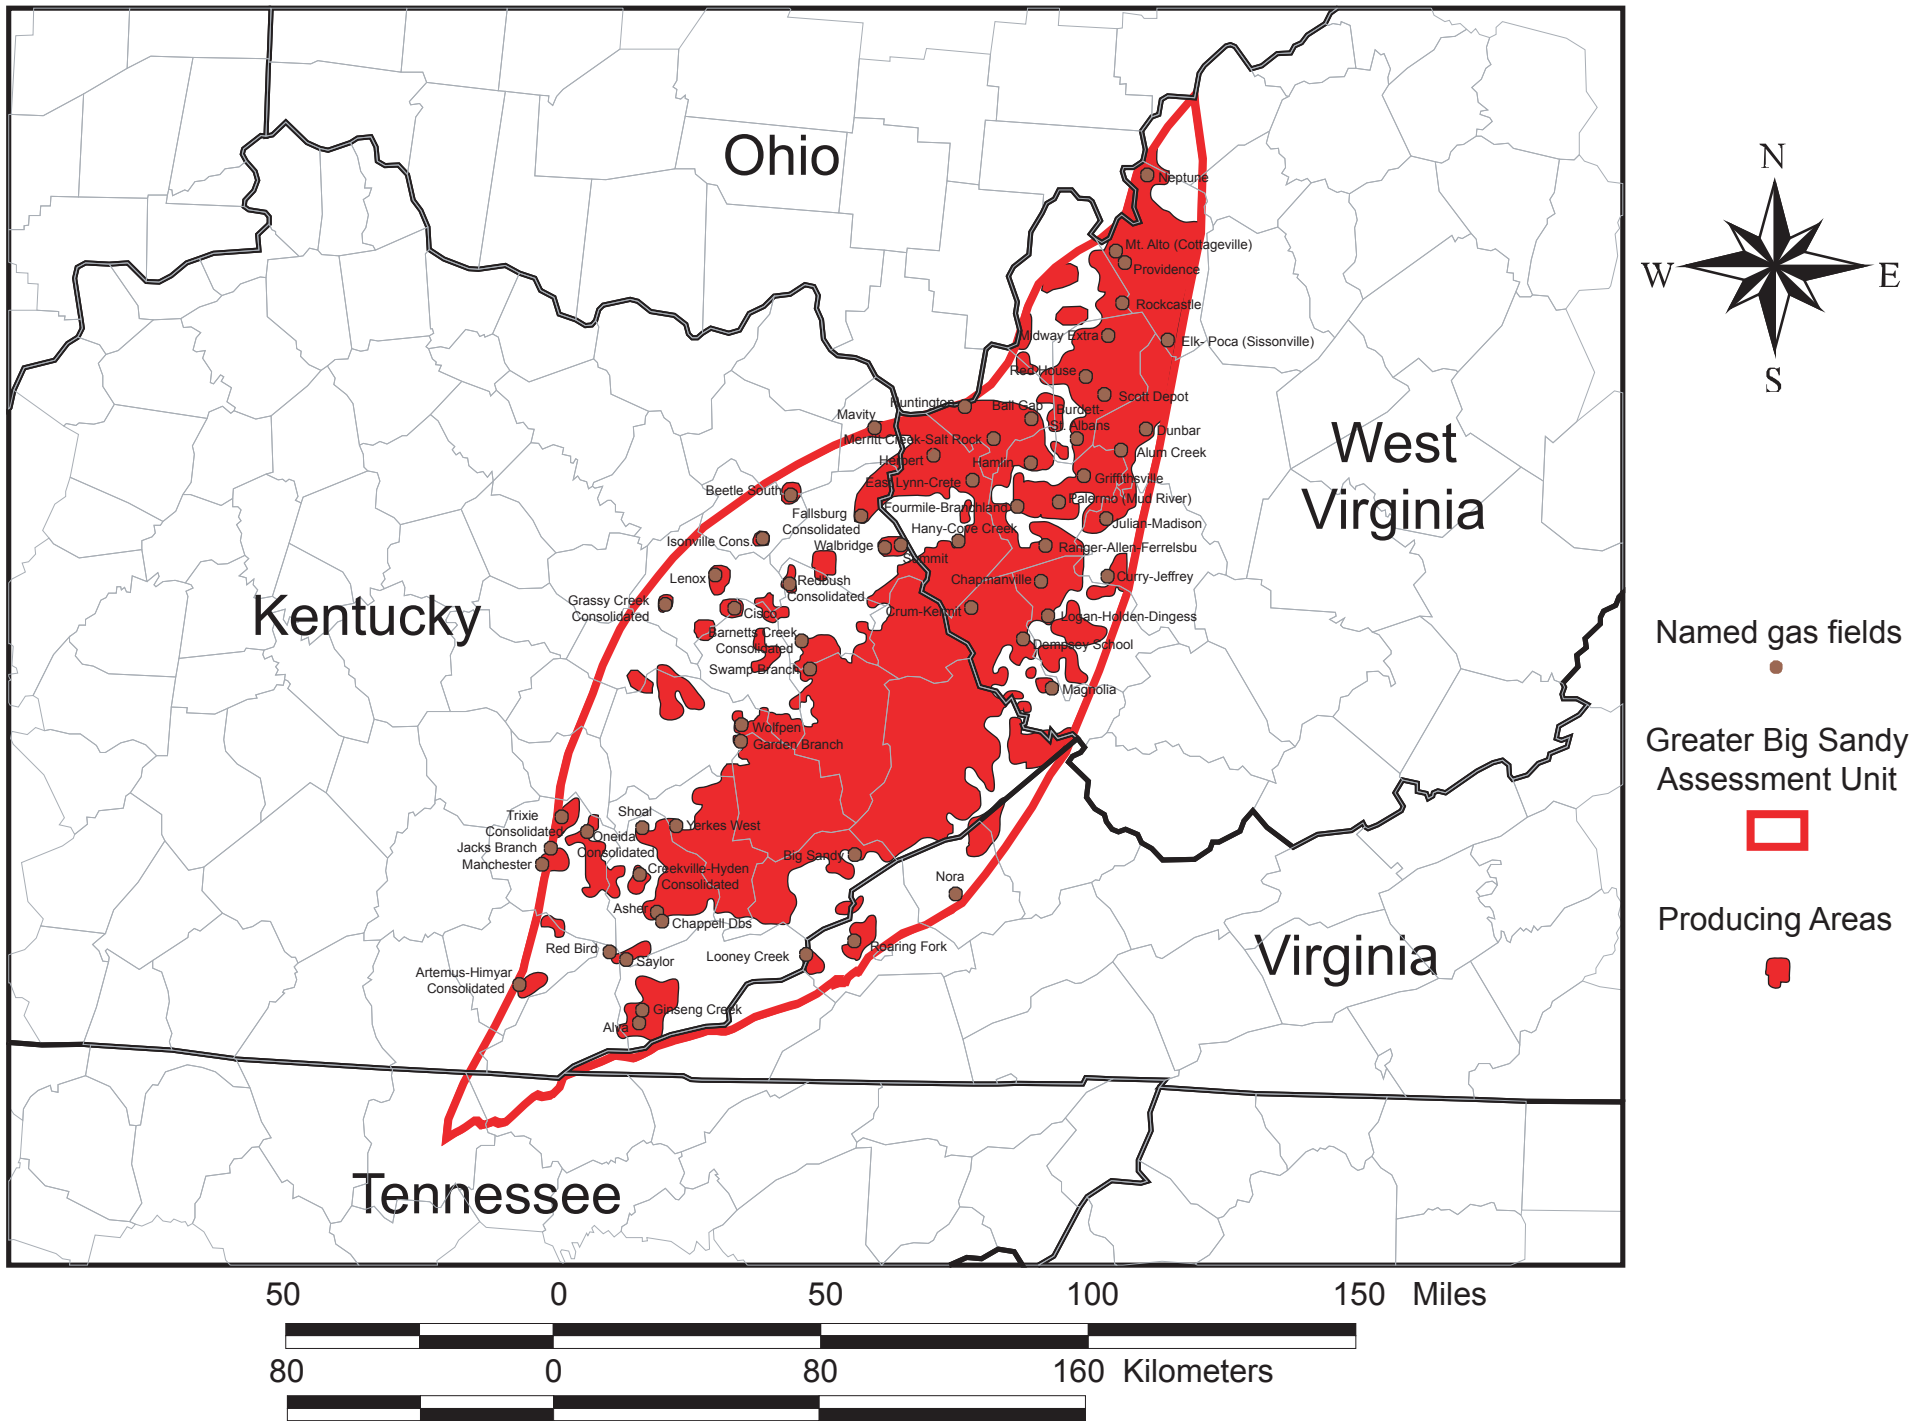 Ohio
Neptune
Mt. Alto (Cottageville)
Providence
Rockcastle
Midway Extra
Elk- Poca (Sissonville)
Red House
Scott Depot
Huntington
Ball Gap
Burdett-
St. Albans
Mavity
Merritt Creek-Salt Rock
Dunbar
Alum Creek
Herbert
Hamlin
Griffithsville
East Lynn-Crete
Beetle South
Palermo (Mud River)
Fourmile-Branchland
Fallsburg
Consolidated
Julian-Madison
Hany-Cove Creek
Isonville Cons.
Walbridge
Summit
Ranger-Allen-Ferrelsbu
Lenox
Redbush
Consolidated
Chapmanville
Curry-Jeffrey
Grassy Creek
Consolidated
Cisco
Crum-Kermit
Logan-Holden-Dingess
Barnetts Creek
Consolidated
Dempsey School
Swamp Branch
Magnolia
Wolfpen
Garden Branch
Trixie
Consolidated
Shoal
Yerkes West
Oneida
Consolidated
Jacks Branch
Manchester
Big Sandy
Creekville-Hyden
Consolidated
Nora
Asher
Chappell Dbs
Red Bird
Saylor
Looney Creek
Roaring Fork
Artemus-Himyar
Consolidated
Ginseng Creek
Alva
Kentucky
West
Virginia
Virginia
Tennessee
N
W
E
S
Named gas fields
Greater Big Sandy
Assessment Unit
Producing Areas
50 0 50 100 150 Miles
80 0 80 160 Kilometers